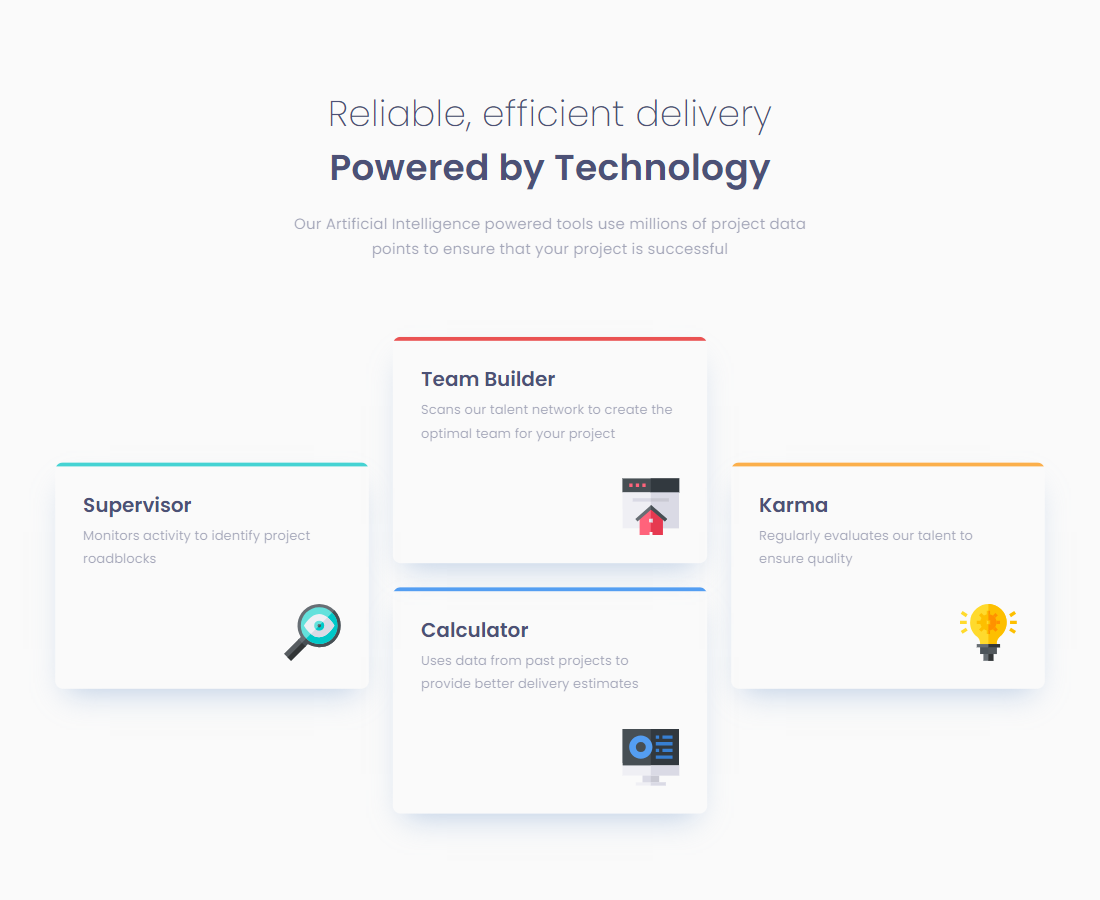 Reliable, efficient delivery
Powered by Technology
Our Artificial Intelligence powered tools use millions of project data
points to ensure that your project is successful
Supervisor
Monitors activity to identify project
roadblocks
Team Builder
Scans our talent network to create the
optimal team for your project
Calculator
Uses data from past projects to
provide better delivery estimates
Karma
Regularly evaluates our talent to
ensure quality